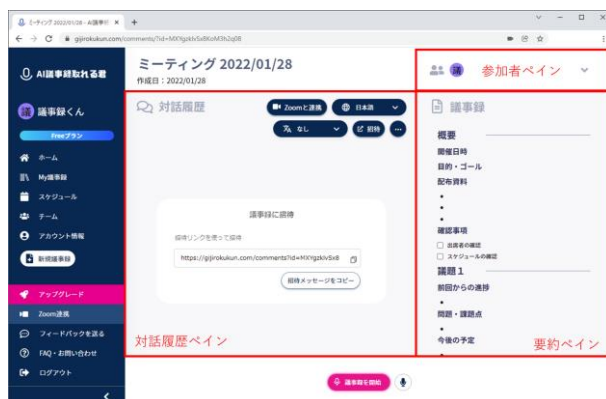 ミーティング 2022/01/28 - AI議事録
gijirokukun.com/comments?id=MXYgzklvSx8KoM3h2q08
AI議事録取れる君
議事録くん
Freeプラン
ホーム
My議事録
スケジュール
チーム
アカウント情報
新規議事録
アップグレード
Zoom連携
フィードバックを送る
FAQ・お問い合わせ
ログアウト
ミーティング 2022/01/28
作成日：2022/01/28
議
参加者ペイン
対話履歴
Zoomと連携
日本語
なし
招待
議事録に招待
招待リンクを使って招待
https://gijirokukun.com/comments?id=MXYgzklvSx8
招待メッセージをコピー
対話履歴ペイン
議事録
概要
開催日時
目的・ゴール
配布資料
確認事項
出席者の確認
スケジュールの確認
議題１
前回からの進捗
問題・課題点
今後の予定
要約ペイン
議事録を開始